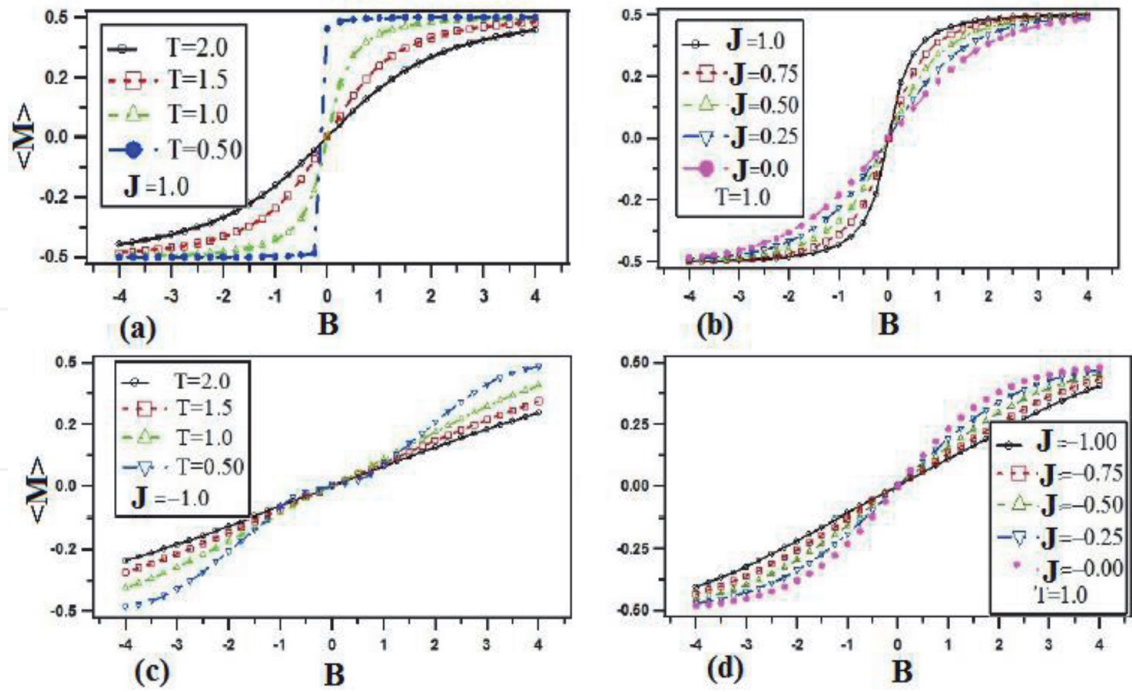 0.5
0.2
0.0
-0.2
-0.5
<M>
T=2.0
T=1.5
T=1.0
T=0.50
J=1.0
-4 -3 -2 -1 0 1 2 3 4
(a) B
0.5
0.2
0.0
-0.2
-0.5
J=1.0
J=0.75
J=0.50
J=0.25
J=0.0
T=1.0
-4 -3 -2 -1 0 1 2 3 4
(b) B
0.5
0.2
0.00
-0.2
-0.5
<M>
T=2.0
T=1.5
T=1.0
T=0.50
J=−1.0
-4 -3 -2 -1 0 1 2 3 4
(c) B
0.60
0.25
0.00
-0.25
-0.60
J=−1.00
J=−0.75
J=−0.50
J=−0.25
J=−0.00
T=1.0
-4 -3 -2 -1 0 1 2 3 4
(d) B